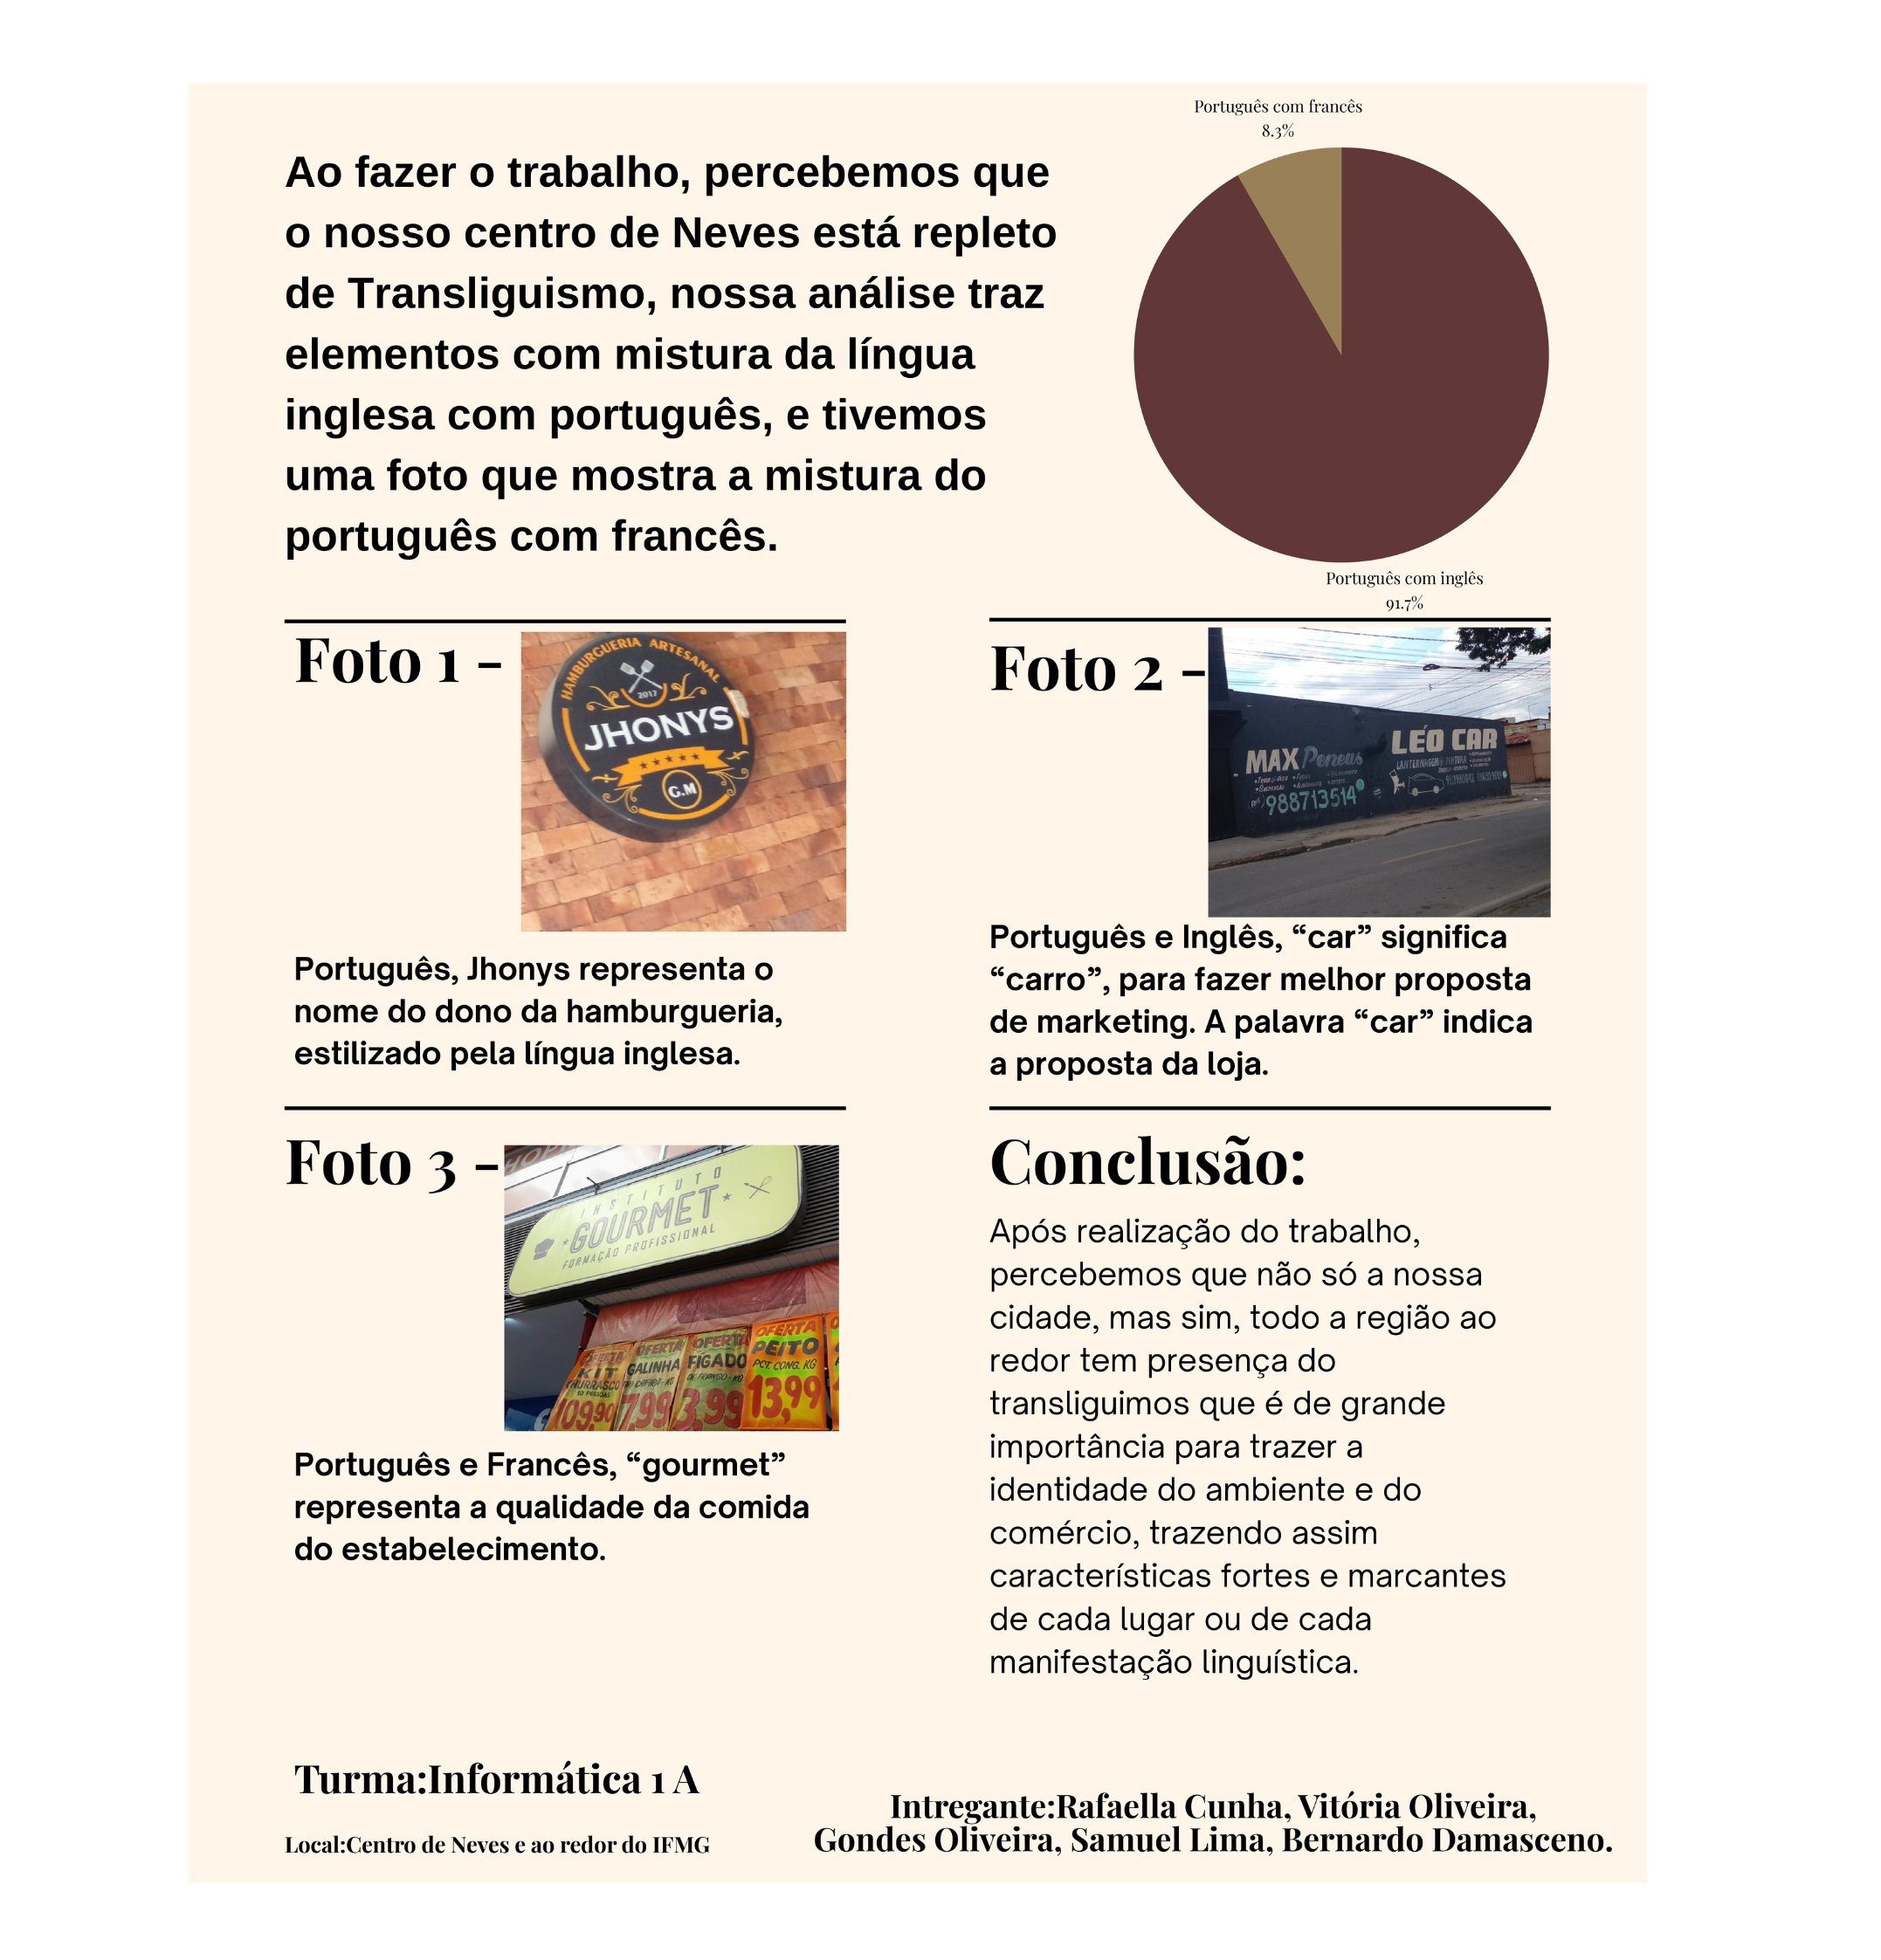 Português com francês
8.3%
Ao fazer o trabalho, percebemos que
o nosso centro de Neves está repleto
de Transliguismo, nossa análise traz
elementos com mistura da língua
inglesa com português, e tivemos
uma foto que mostra a mistura do
português com francês.
Português com inglês
91.7%
Foto 1 -
HAMBURGUERIA ARTESANAL
2017
JHONYS
G.M
Português, Jhonys representa o
nome do dono da hamburgueria,
estilizado pela língua inglesa.
Foto 2 -
MAX Peneus
988713514
LÉO CAR
LANTERNAGEM E PINTURA
Português e Inglês, “car” significa
“carro”, para fazer melhor proposta
de marketing. A palavra “car” indica
a proposta da loja.
Foto 3 -
INSTITUTO
GOURMET
FORMAÇÃO PROFISSIONAL
OFERTA OFERTA OFERTA OFERTA
KIT GALINHA FÍGADO PEITO
CHURRASCO DE FRANGO - KG POT. CONG. KG
109,90 7,99 3,99 13,99
Português e Francês, “gourmet”
representa a qualidade da comida
do estabelecimento.
Conclusão:
Após realização do trabalho,
percebemos que não só a nossa
cidade, mas sim, todo a região ao
redor tem presença do
transliguimos que é de grande
importância para trazer a
identidade do ambiente e do
comércio, trazendo assim
características fortes e marcantes
de cada lugar ou de cada
manifestação linguística.
Turma:Informática 1 A
Local:Centro de Neves e ao redor do IFMG
Intregante:Rafaella Cunha, Vitória Oliveira,
Gondes Oliveira, Samuel Lima, Bernardo Damasceno.